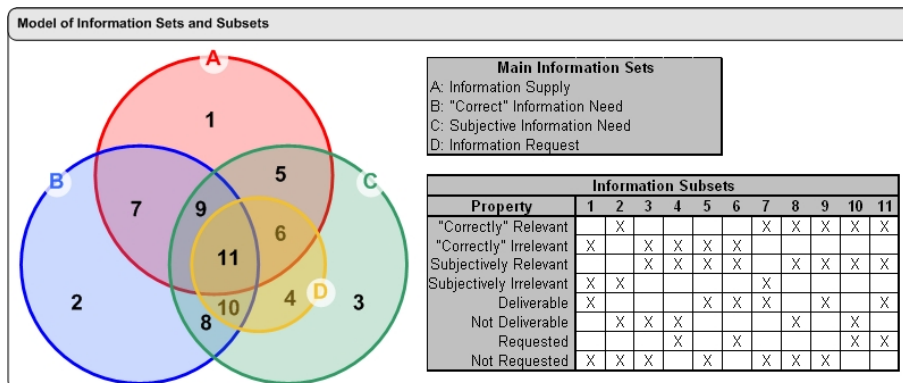 Model of Information Sets and Subsets
A
1
B
C
5
7
9
6
11
D
2
10
4
3
8
Main Information Sets
A: Information Supply
B: "Correct" Information Need
C: Subjective Information Need
D: Information Request
Information Subsets
Property 1 2 3 4 5 6 7 8 9 10 11
"Correctly" Relevant X X X X X X
"Correctly" Irrelevant X X X X X
Subjectively Relevant X X X X X X X X
Subjectively Irrelevant X X X
Deliverable X X X X X X
Not Deliverable X X X X X
Requested X X X X
Not Requested X X X X X X X